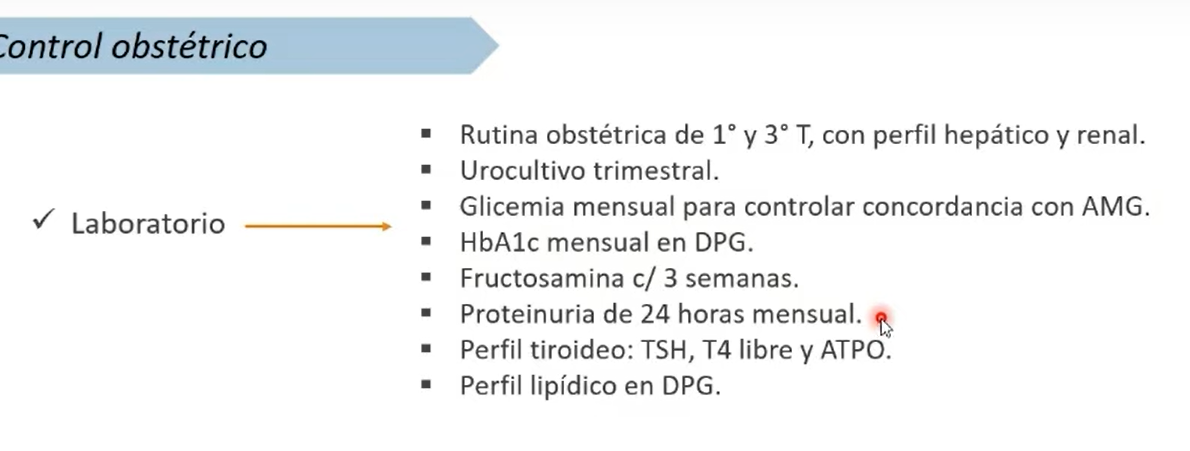 Control obstétrico
Laboratorio
Rutina obstétrica de 1° y 3° T, con perfil hepático y renal.
Urocultivo trimestral.
Glicemia mensual para controlar concordancia con AMG.
HbA1c mensual en DPG.
Fructosamina c/ 3 semanas.
Proteinuria de 24 horas mensual.
Perfil tiroideo: TSH, T4 libre y ATPO.
Perfil lipídico en DPG.